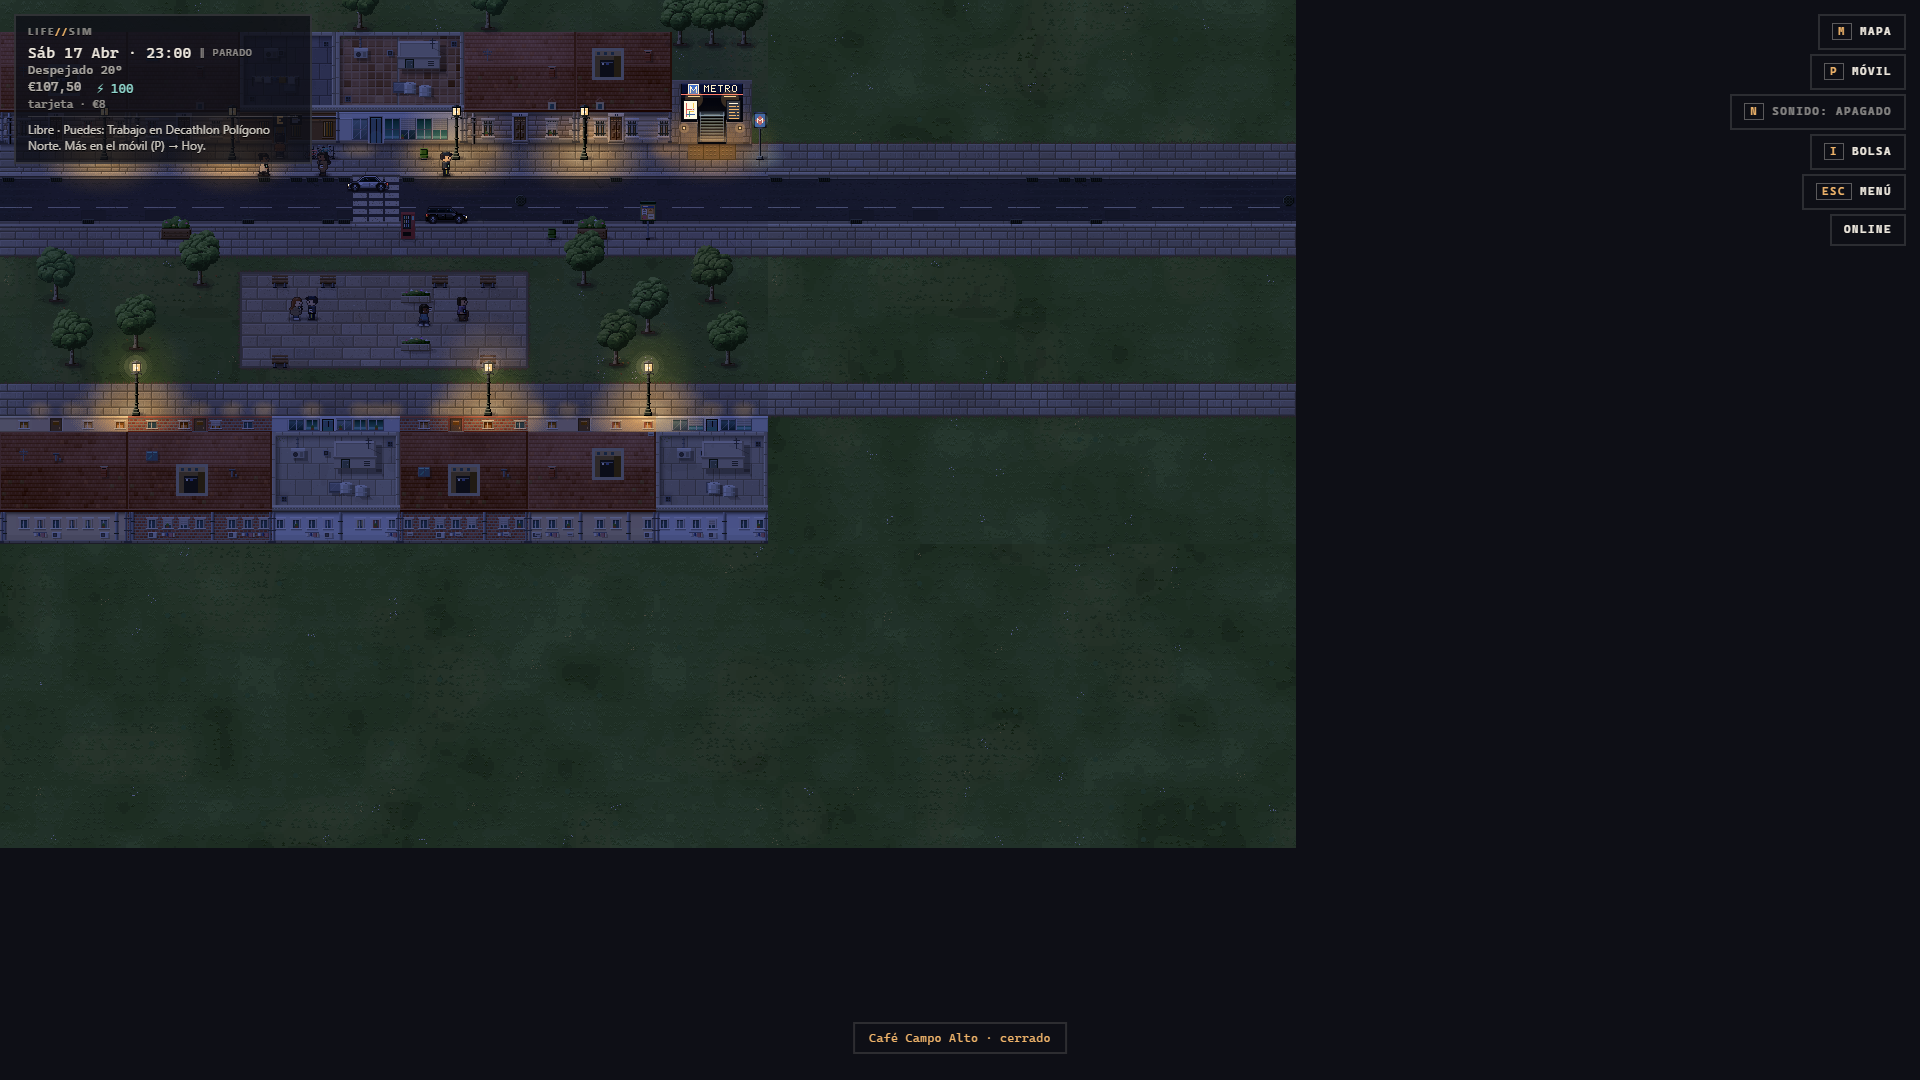 LIFE//SIM
Sáb 17 Abr · 23:00 ‖ PARADO
Despejado 20°
€107,50 ⚡ 100
tarjeta · €8
Libre · Puedes: Trabajo en Decathlon Polígono
Norte. Más en el móvil (P) → Hoy.
M METRO
M
M MAPA
P MÓVIL
N SONIDO: APAGADO
I BOLSA
ESC MENÚ
ONLINE
Café Campo Alto · cerrado